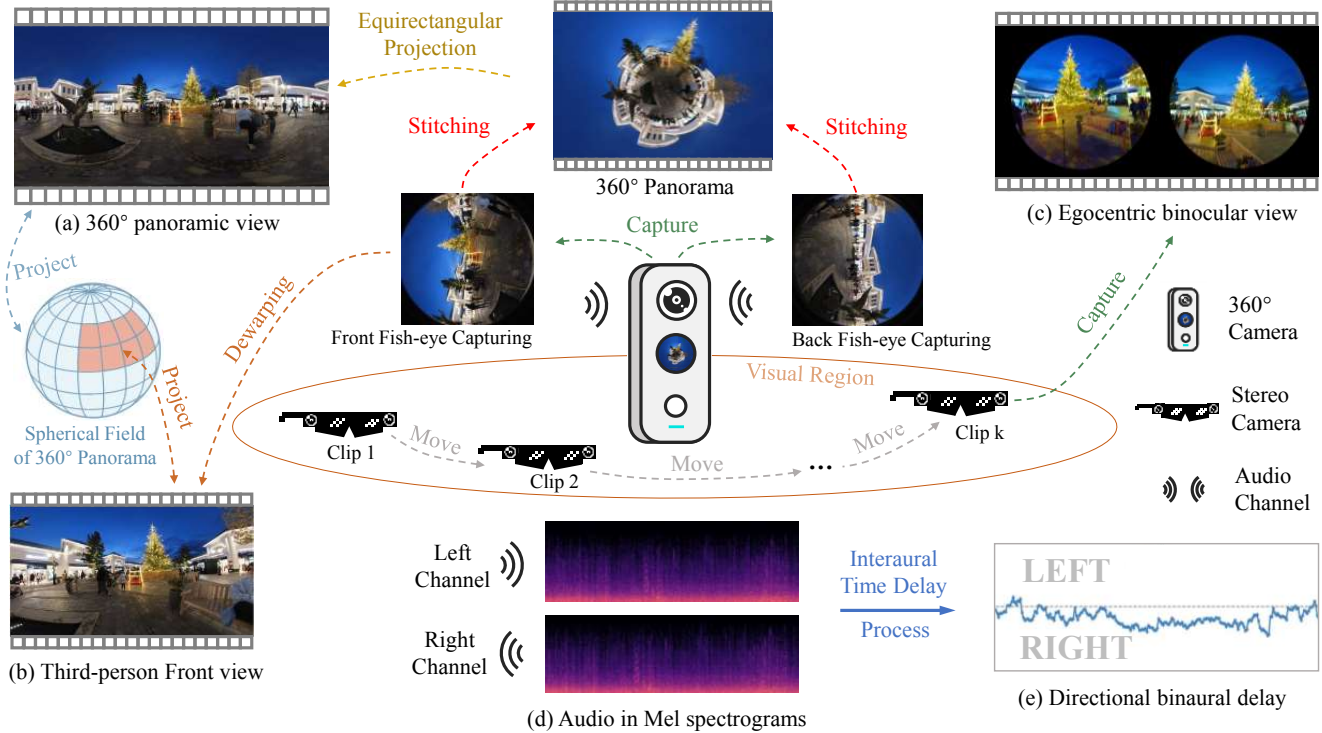 Equirectangular
Projection
Stitching
Stitching
360° Panorama
(a) 360° panoramic view
(c) Egocentric binocular view
Capture
Project
Dewarping
Front Fish-eye Capturing
Back Fish-eye Capturing
Capture
360°
Camera
Visual Region
Project
Spherical Field
of 360° Panorama
Clip 1
Move
Clip 2
Move
...
Move
Clip k
Stereo
Camera
Audio
Channel
(b) Third-person Front view
Left
Channel
Right
Channel
(d) Audio in Mel spectrograms
Interaural
Time Delay
Process
LEFT
RIGHT
(e) Directional binaural delay